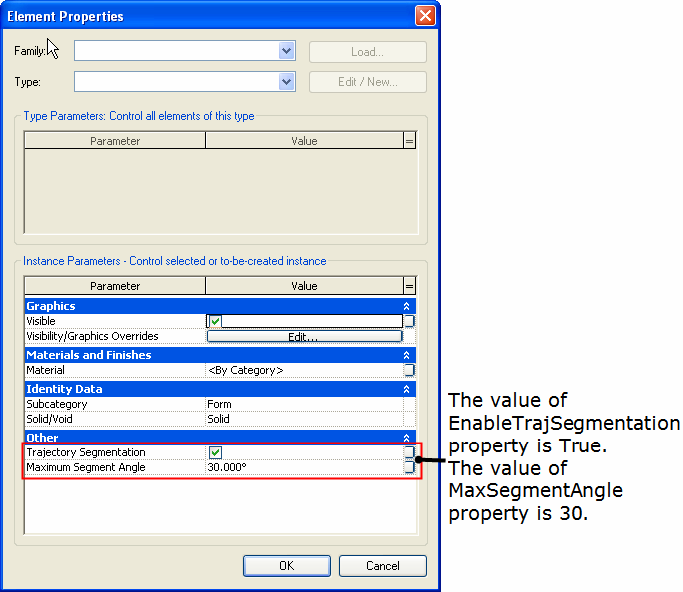 Element Properties
Family:
Load...
Type:
Edit / New...
Type Parameters: Control all elements of this type
Parameter Value =
Instance Parameters - Control selected or to-be-created instance
Parameter Value =
Graphics
Visible
Visibility/Graphics Overrides Edit...
Materials and Finishes
Material <By Category>
Identity Data
Subcategory Form
Solid/Void Solid
Other
Trajectory Segmentation
Maximum Segment Angle 30.000°
The value of
EnableTrajSegmentation
property is True.
The value of
MaxSegmentAngle
property is 30.
OK Cancel